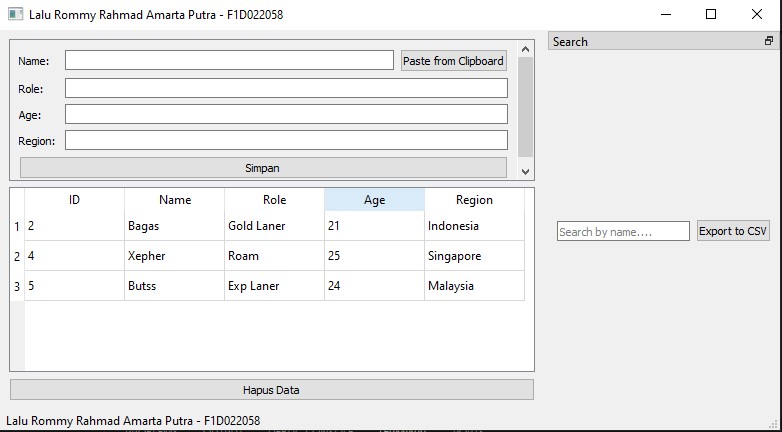 Lalu Rommy Rahmad Amarta Putra - F1D022058
Search
Name: Paste from Clipboard
Role:
Age:
Region:
Simpan
ID Name Role Age Region
1 2 Bagas Gold Laner 21 Indonesia
2 4 Xepher Roam 25 Singapore
3 5 Butss Exp Laner 24 Malaysia
Search by name.... Export to CSV
Hapus Data
Lalu Rommy Rahmad Amarta Putra - F1D022058